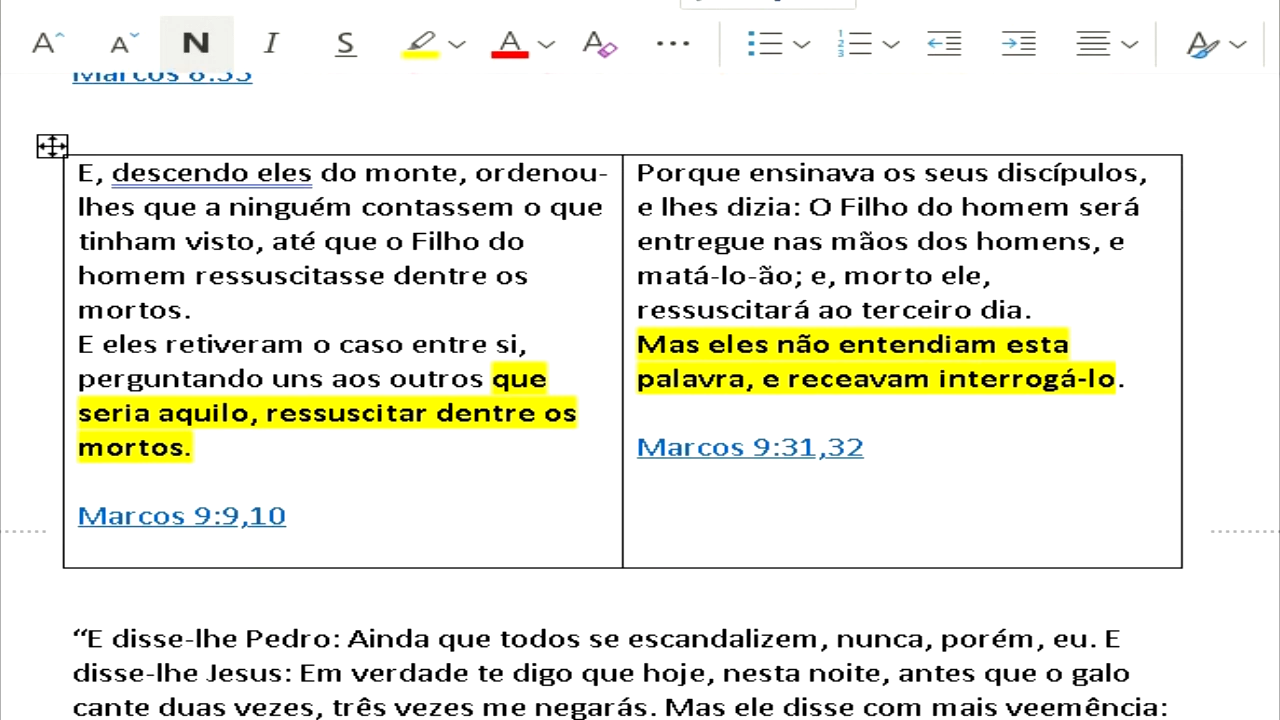 Marcos 8:33
E, descendo eles do monte, ordenou-
lhes que a ninguém contassem o que
tinham visto, até que o Filho do
homem ressuscitasse dentre os
mortos.
E eles retiveram o caso entre si,
perguntando uns aos outros que
seria aquilo, ressuscitar dentre os
mortos.
Marcos 9:9,10
Porque ensinava os seus discípulos,
e lhes dizia: O Filho do homem será
entregue nas mãos dos homens, e
matá-lo-ão; e, morto ele,
ressuscitará ao terceiro dia.
Mas eles não entendiam esta
palavra, e receavam interrogá-lo.
Marcos 9:31,32
“E disse-lhe Pedro: Ainda que todos se escandalizem, nunca, porém, eu. E
disse-lhe Jesus: Em verdade te digo que hoje, nesta noite, antes que o galo
cante duas vezes, três vezes me negarás. Mas ele disse com mais veemência: